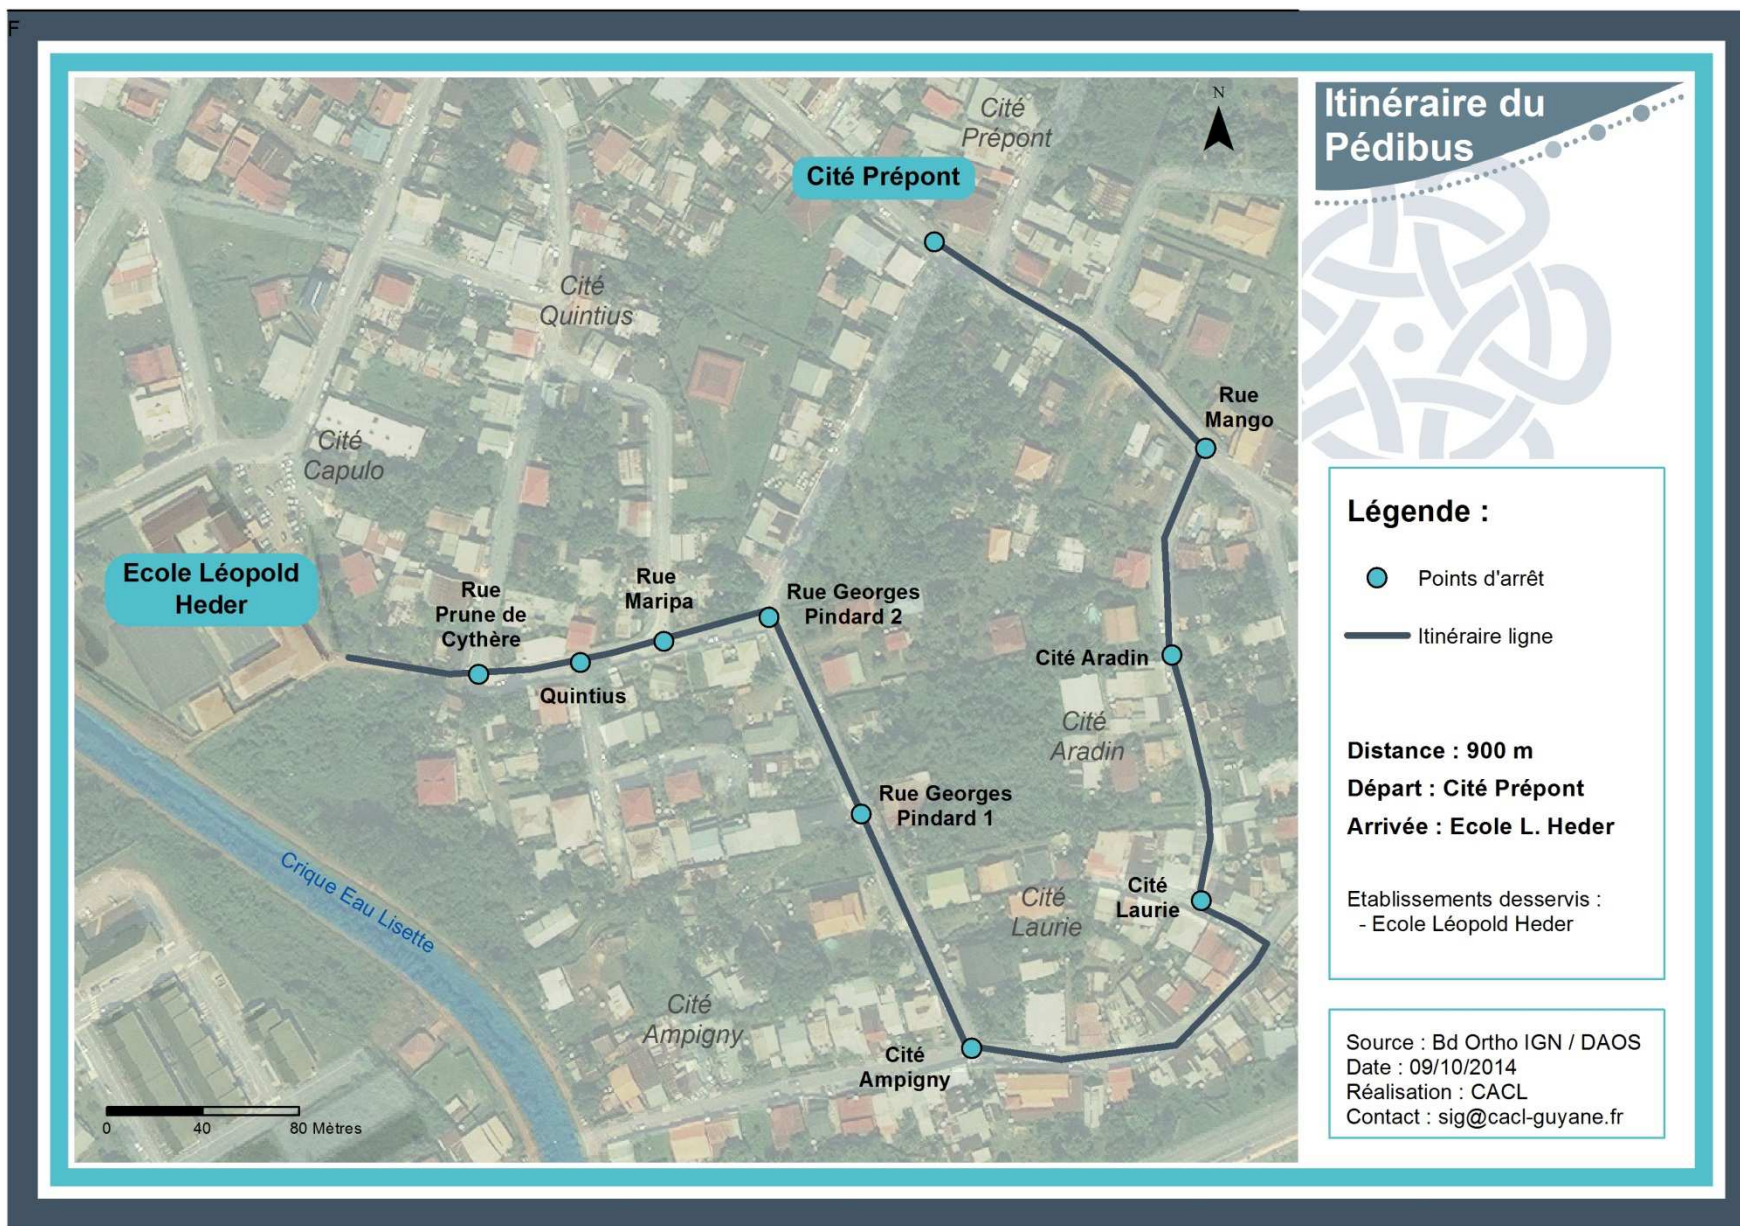 F
Itinéraire du
Pédibus
N
Cité
Prépont
Cité Prépont
Cité
Quintius
Rue
Mango
Cité
Capulo
Ecole Léopold
Heder
Rue
Prune de
Cythère
Rue
Maripa
Rue Georges
Pindard 2
Quintius
Cité Aradin
Cité
Aradin
Rue Georges
Pindard 1
Crique Eau Lisette
Cité
Laurie
Cité
Laurie
Cité
Ampigny
Cité
Ampigny
0 40 80 Mètres
Légende :
Points d'arrêt
Itinéraire ligne
Distance : 900 m
Départ : Cité Prépont
Arrivée : Ecole L. Heder
Etablissements desservis :
- Ecole Léopold Heder
Source : Bd Ortho IGN / DAOS
Date : 09/10/2014
Réalisation : CACL
Contact : sig@cacl-guyane.fr